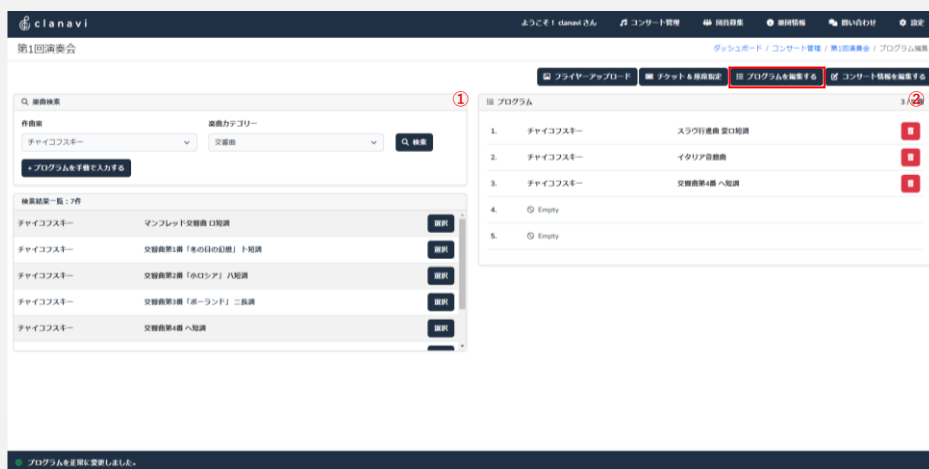 clanavi
ようこそ！ clanavi さん コンサート管理 団員募集 楽団情報 問い合わせ 設定
第1回演奏会
ダッシュボード / コンサート管理 / 第1回演奏会 / プログラム編集
フライヤーアップロード チケット & 座席指定 プログラムを編集する コンサート情報を編集する
楽曲検索 ①
作曲家 楽曲カテゴリー
チャイコフスキー 交響曲 検索
+ プログラムを手動で入力する
検索結果一覧 : 7件
チャイコフスキー マンフレッド交響曲 ロ短調 選択
チャイコフスキー 交響曲第1番「冬の日の幻想」ト短調 選択
チャイコフスキー 交響曲第2番「小ロシア」ハ短調 選択
チャイコフスキー 交響曲第3番「ポーランド」ニ長調 選択
チャイコフスキー 交響曲第4番 ヘ短調 選択
プログラム 3 / ②
1. チャイコフスキー スラヴ行進曲 変ロ短調
2. チャイコフスキー イタリア奇想曲
3. チャイコフスキー 交響曲第4番 ヘ短調
4. Empty
5. Empty
プログラムを正常に変更しました。